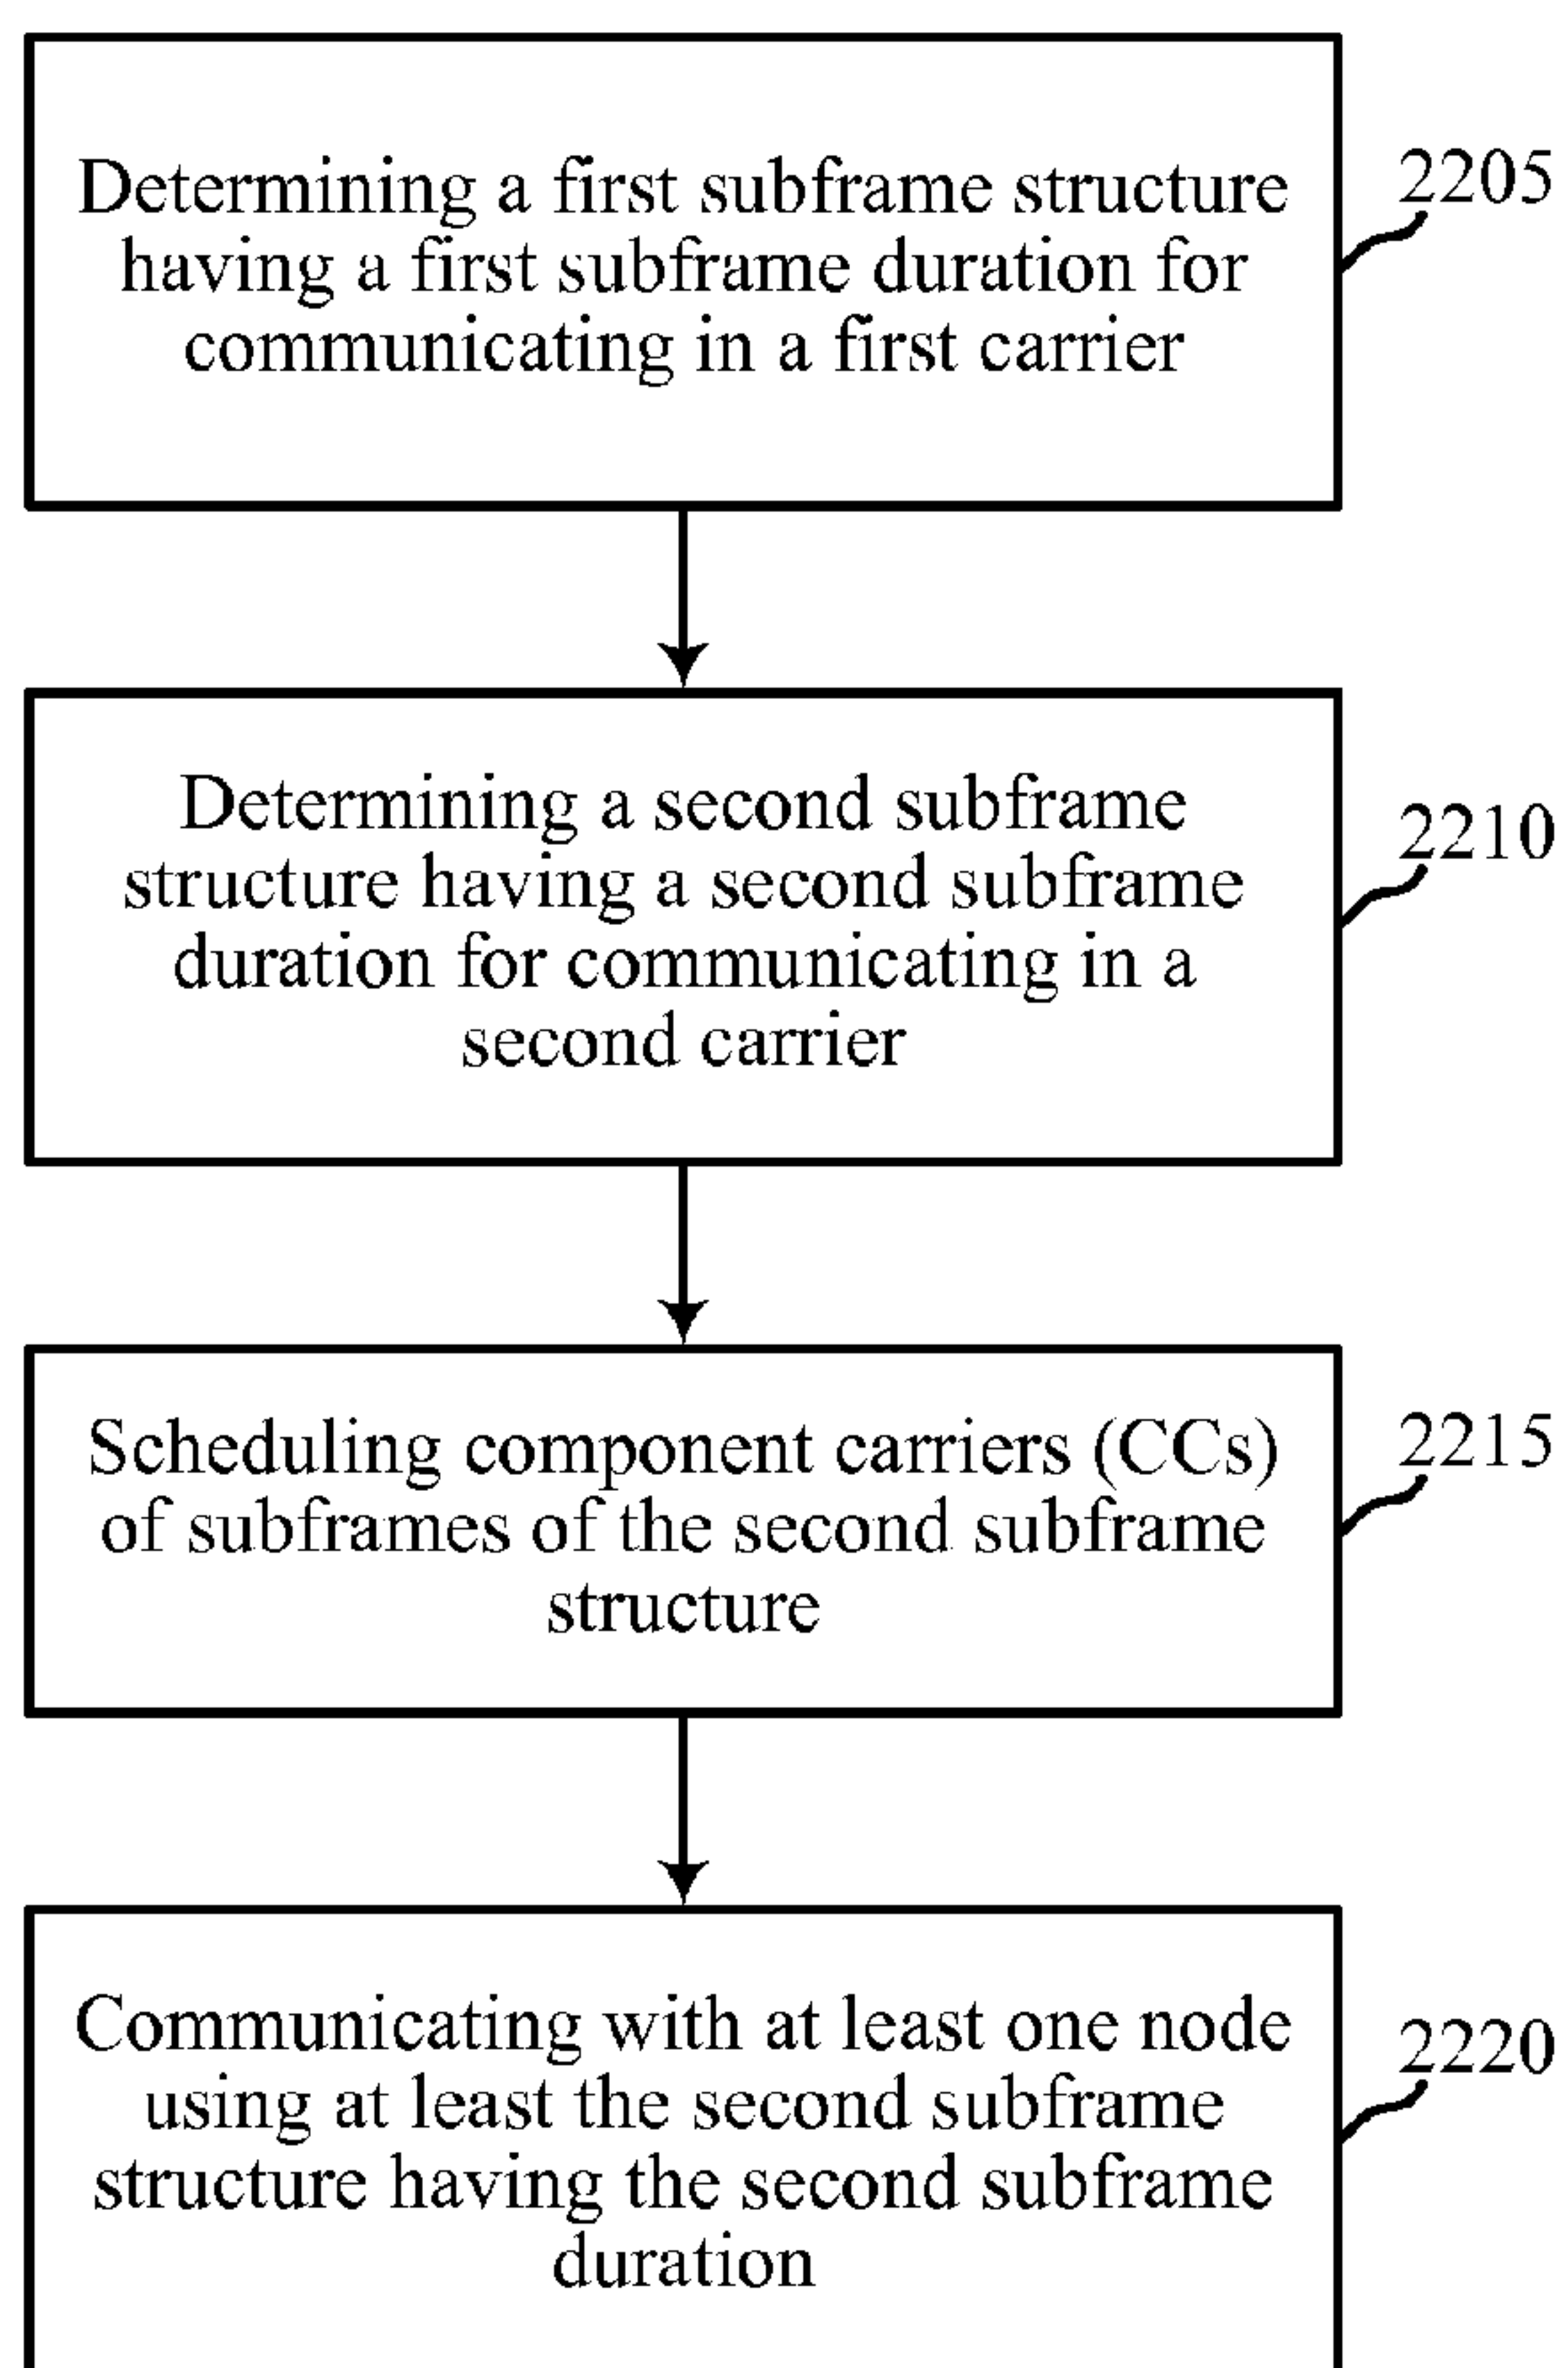 Determining a first subframe structure
having a first subframe duration for
communicating in a first carrier
2205
Determining a second subframe
structure having a second subframe
duration for communicating in a
second carrier
2210
Scheduling component carriers (CCs)
of subframes of the second subframe
structure
2215
Communicating with at least one node
using at least the second subframe
structure having the second subframe
duration
2220